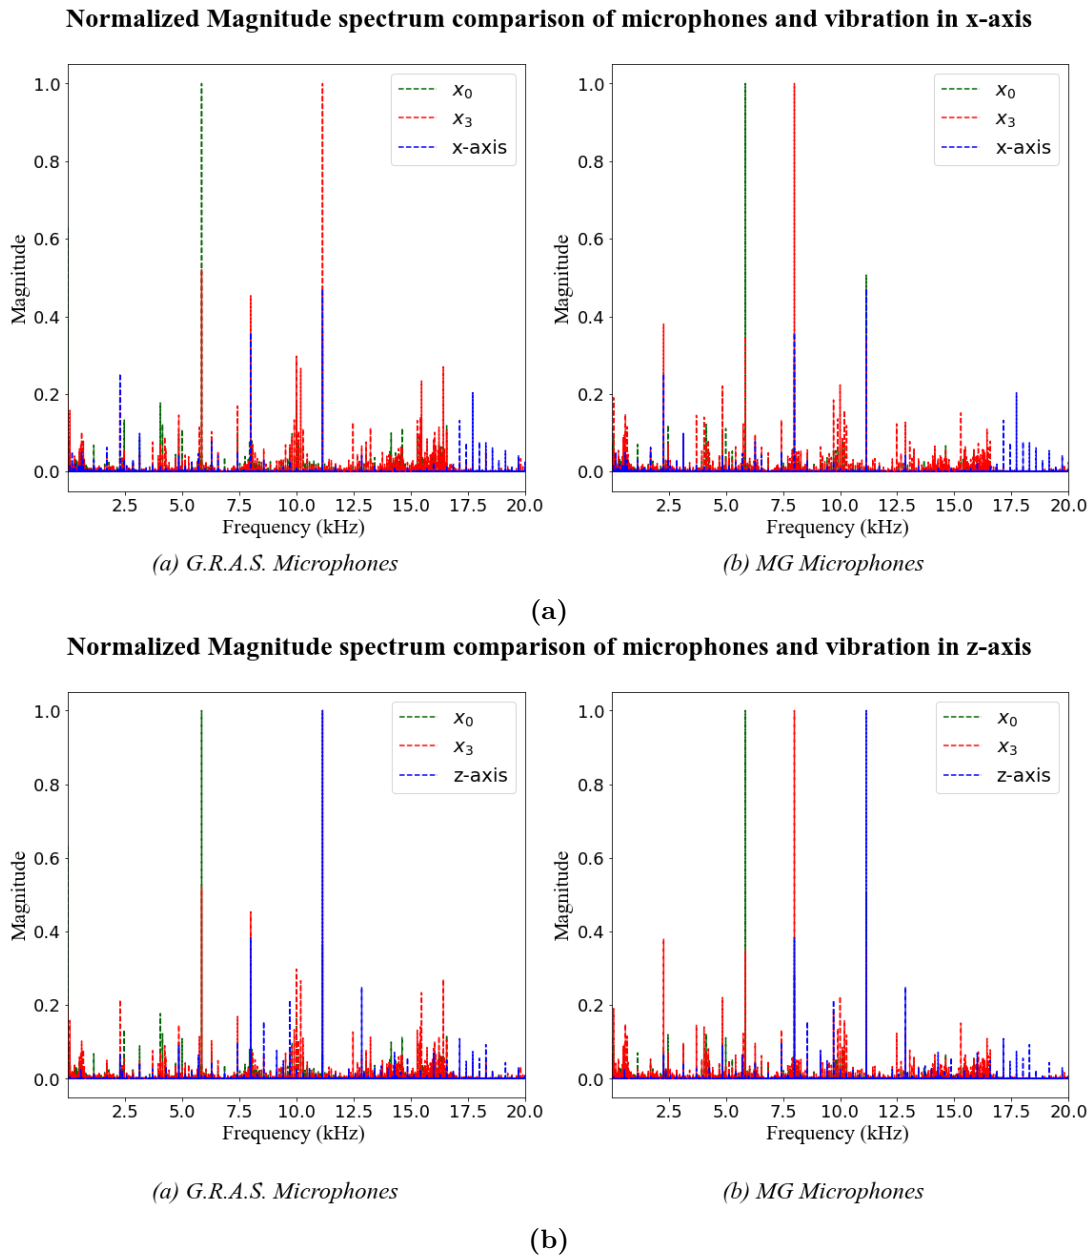 Normalized Magnitude spectrum comparison of microphones and vibration in x-axis
1.0
0.8
0.6
0.4
0.2
0.0
Magnitude
x₀
x₃
x-axis
2.5 5.0 7.5 10.0 12.5 15.0 17.5 20.0
Frequency (kHz)
(a) G.R.A.S. Microphones
1.0
0.8
0.6
0.4
0.2
0.0
Magnitude
x₀
x₃
x-axis
2.5 5.0 7.5 10.0 12.5 15.0 17.5 20.0
Frequency (kHz)
(b) MG Microphones
(a)
Normalized Magnitude spectrum comparison of microphones and vibration in z-axis
1.0
0.8
0.6
0.4
0.2
0.0
Magnitude
x₀
x₃
z-axis
2.5 5.0 7.5 10.0 12.5 15.0 17.5 20.0
Frequency (kHz)
(a) G.R.A.S. Microphones
1.0
0.8
0.6
0.4
0.2
0.0
Magnitude
x₀
x₃
z-axis
2.5 5.0 7.5 10.0 12.5 15.0 17.5 20.0
Frequency (kHz)
(b) MG Microphones
(b)